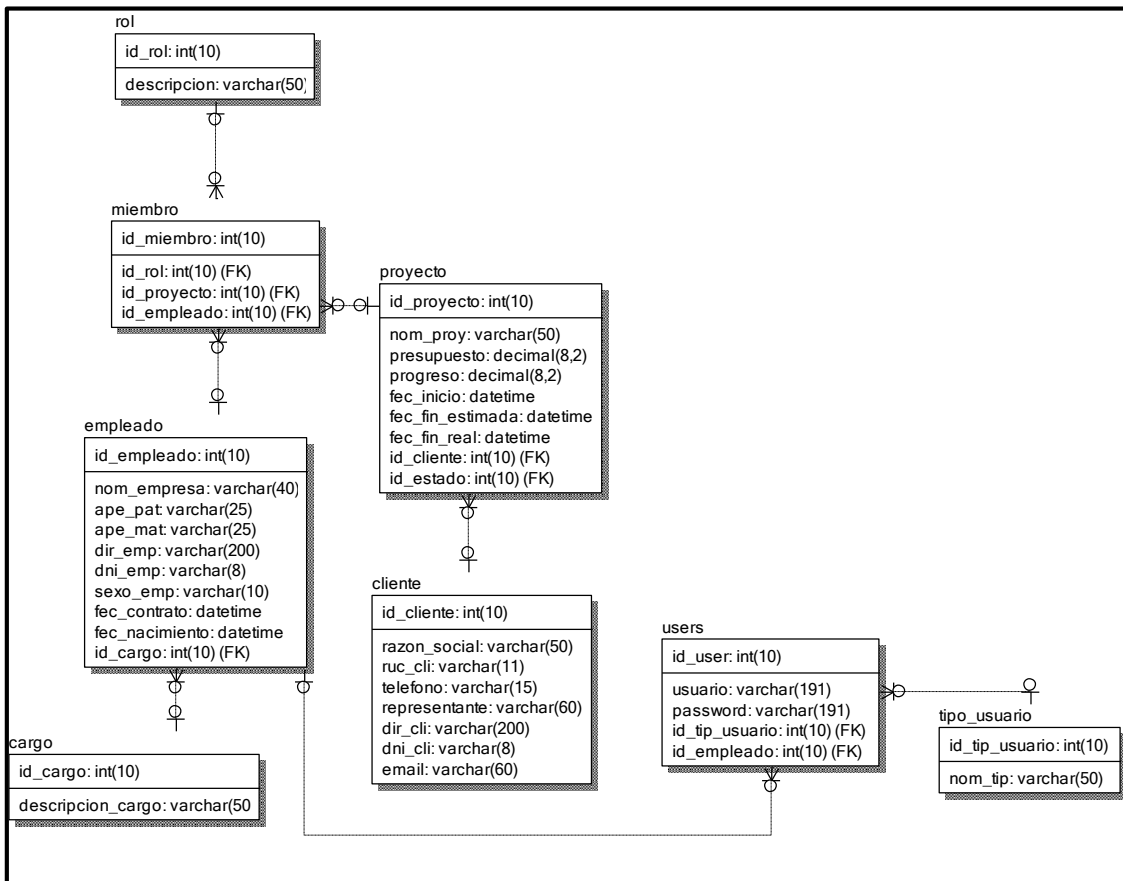 rol
id_rol: int(10)
descripcion: varchar(50)
miembro
id_miembro: int(10)
id_rol: int(10) (FK)
id_proyecto: int(10) (FK)
id_empleado: int(10) (FK)
proyecto
id_proyecto: int(10)
nom_proy: varchar(50)
presupuesto: decimal(8,2)
progreso: decimal(8,2)
fec_inicio: datetime
fec_fin_estimada: datetime
fec_fin_real: datetime
id_cliente: int(10) (FK)
id_estado: int(10) (FK)
empleado
id_empleado: int(10)
nom_empresa: varchar(40)
ape_pat: varchar(25)
ape_mat: varchar(25)
dir_emp: varchar(200)
dni_emp: varchar(8)
sexo_emp: varchar(10)
fec_contrato: datetime
fec_nacimiento: datetime
id_cargo: int(10) (FK)
cliente
id_cliente: int(10)
razon_social: varchar(50)
ruc_cli: varchar(11)
telefono: varchar(15)
representante: varchar(60)
dir_cli: varchar(200)
dni_cli: varchar(8)
email: varchar(60)
users
id_user: int(10)
usuario: varchar(191)
password: varchar(191)
id_tip_usuario: int(10) (FK)
id_empleado: int(10) (FK)
tipo_usuario
id_tip_usuario: int(10)
nom_tip: varchar(50)
cargo
id_cargo: int(10)
descripcion_cargo: varchar(50